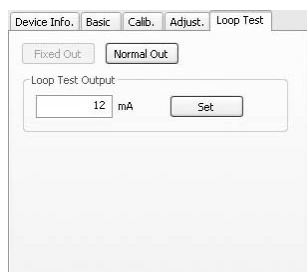 Device Info. Basic Calib. Adjust. Loop Test
Fixed Out Normal Out
Loop Test Output
12 mA Set